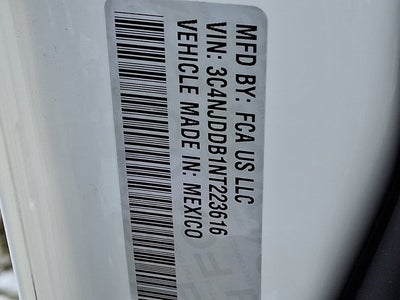 MFD BY: FCA US LLC
VIN: 3C4NJDDB1NT223616
VEHICLE MADE IN: MEXICO